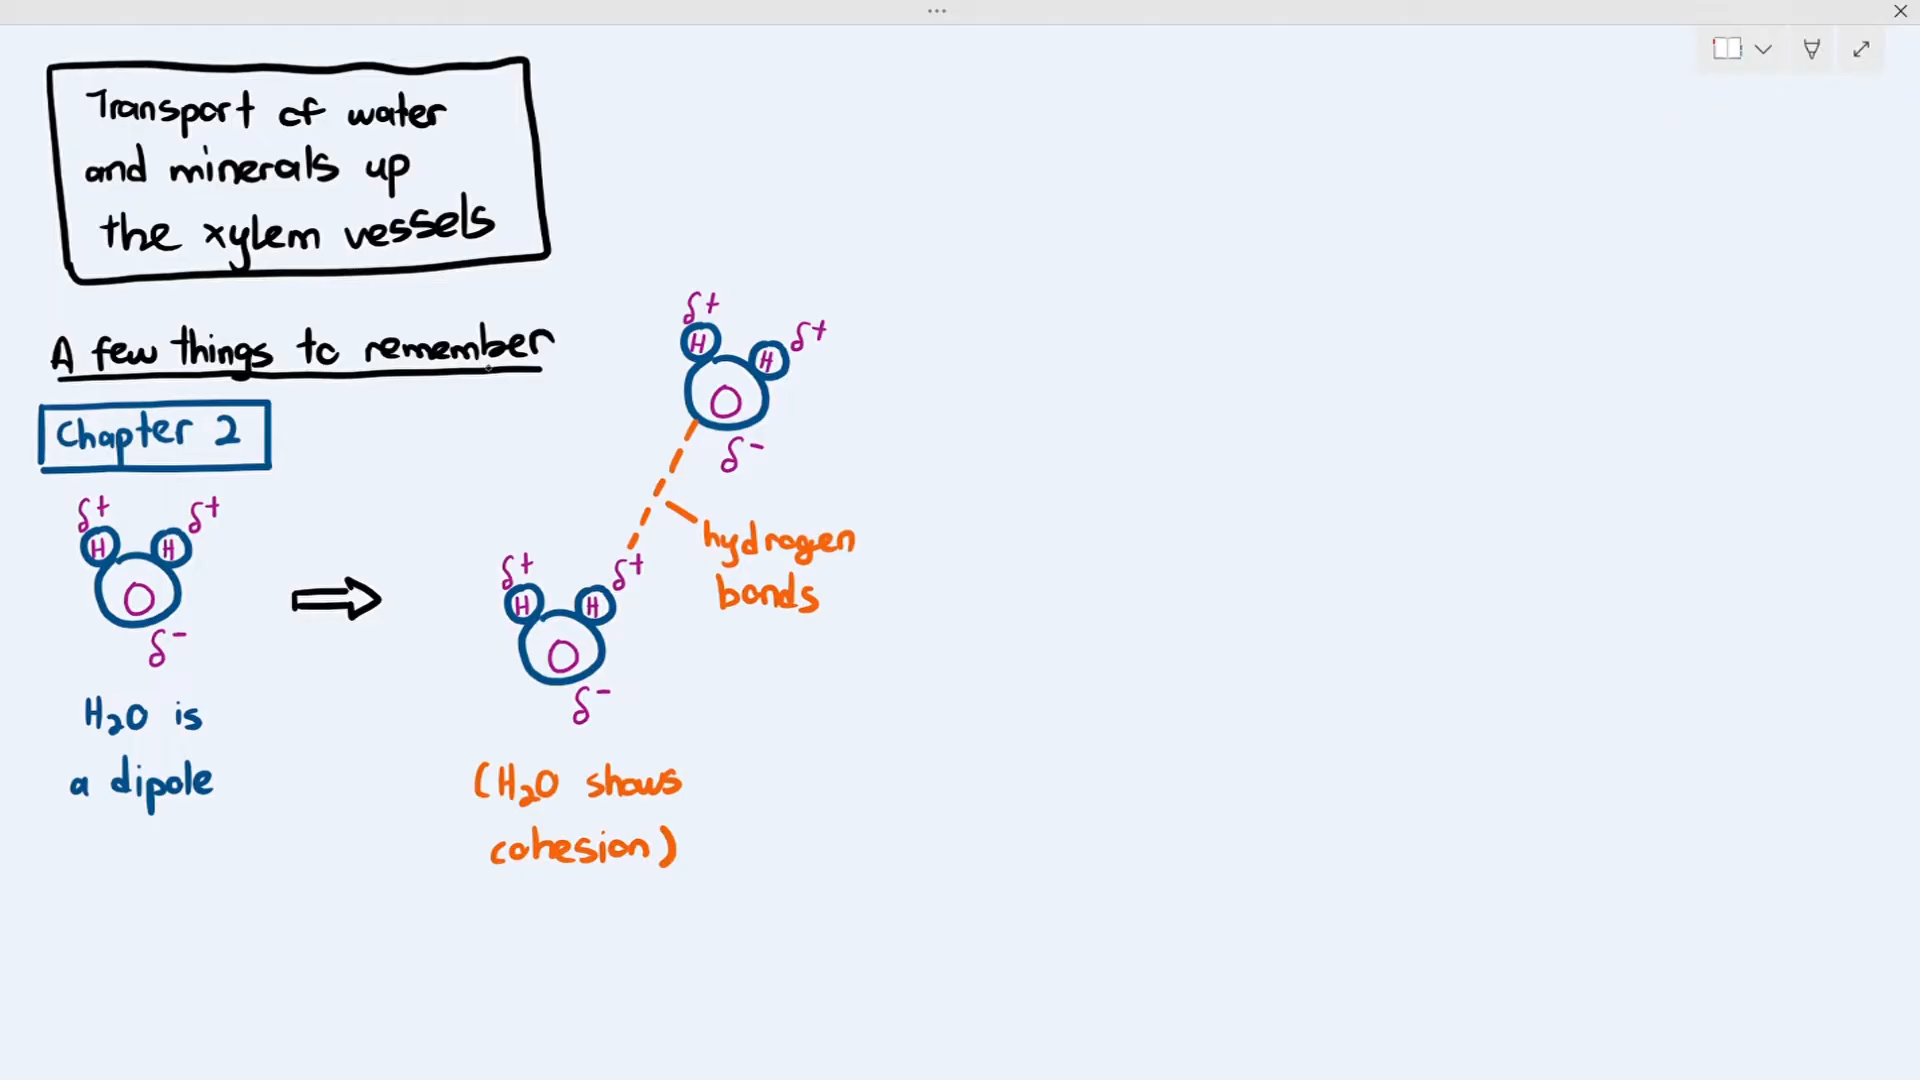 Transport of water
and minerals up
the xylem vessels
A few things to remember
Chapter 2
δ+ δ+
H H
O
δ-
H₂O is
a dipole
δ+ δ+
H H
O
δ-
hydrogen
bonds
δ+ δ+
H H
O
δ-
(H₂O shows
cohesion)